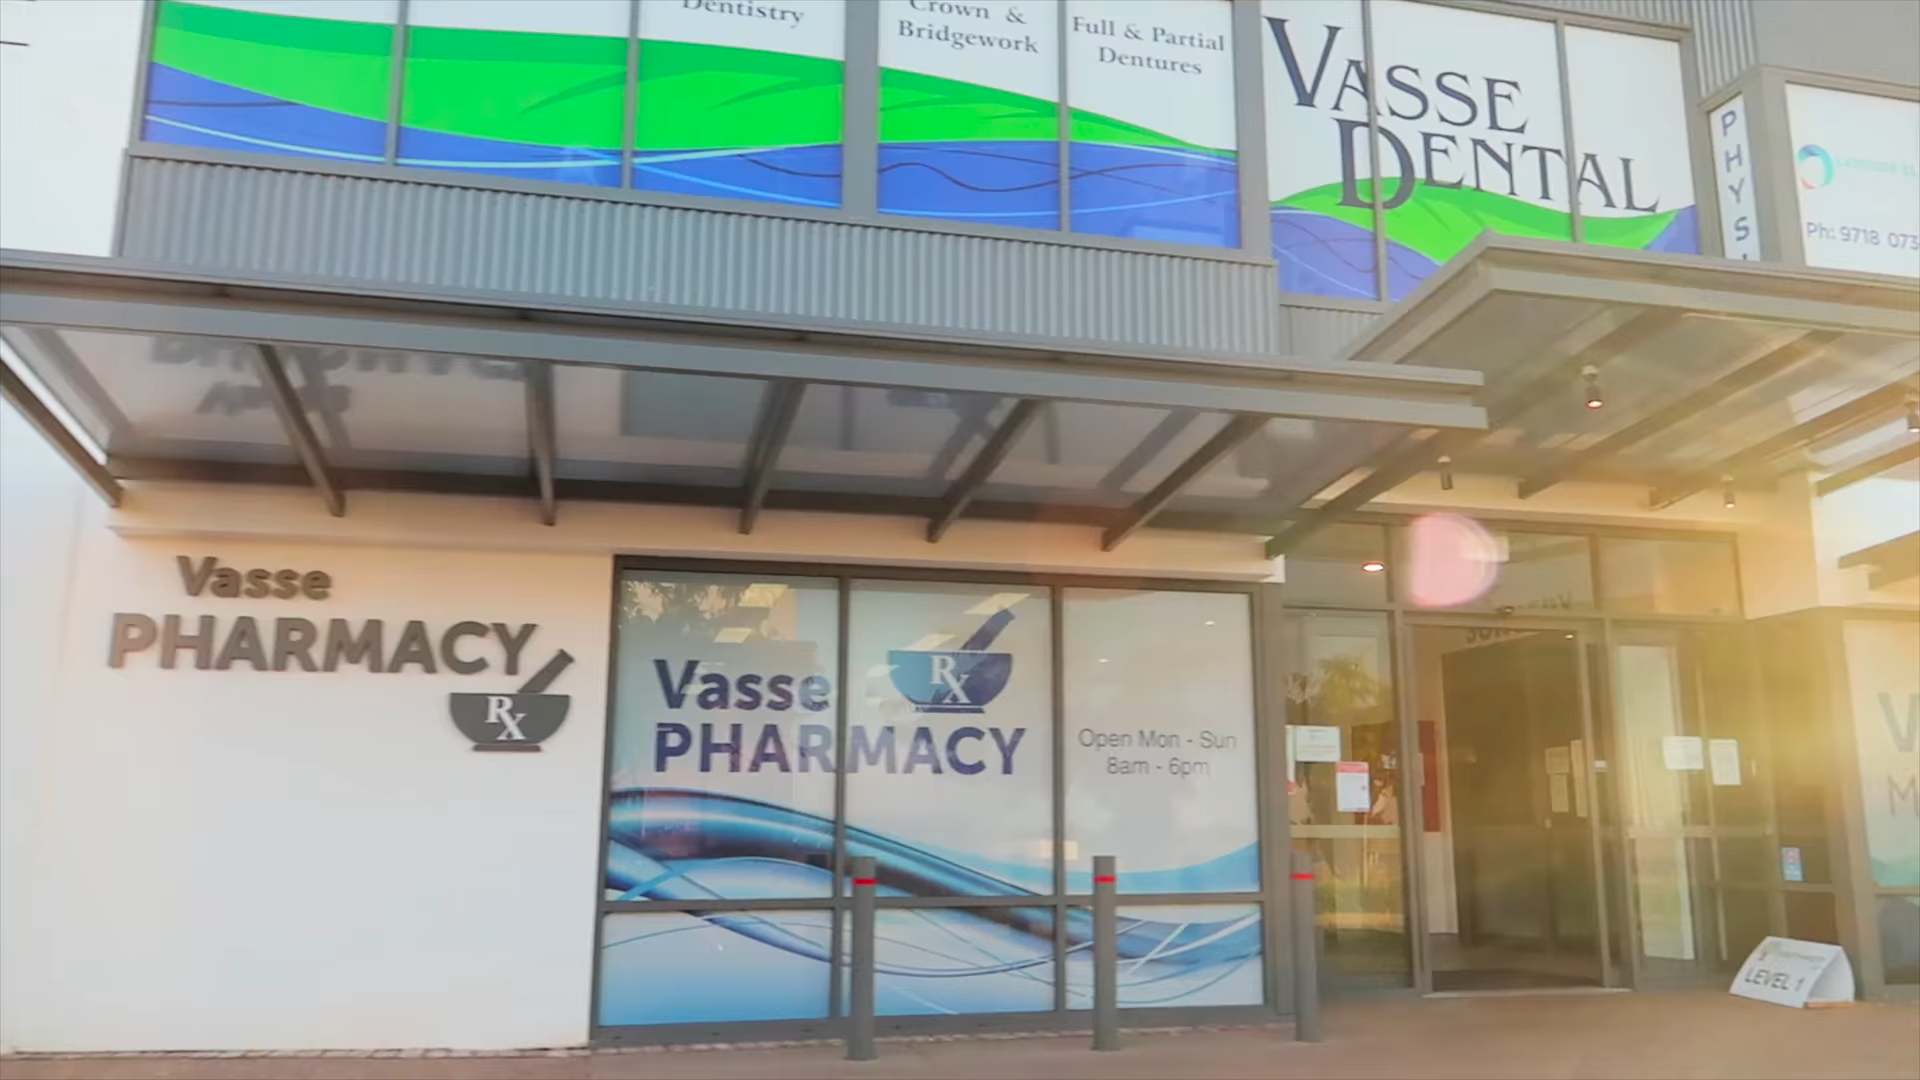 Dentistry
Crown &
Bridgework
Full & Partial
Dentures
VASSE
DENTAL
PHYS
Ph: 9718 073
Vasse
PHARMACY
RX
Vasse
PHARMACY
RX
Open Mon - Sun
8am - 6pm
LEVEL 1